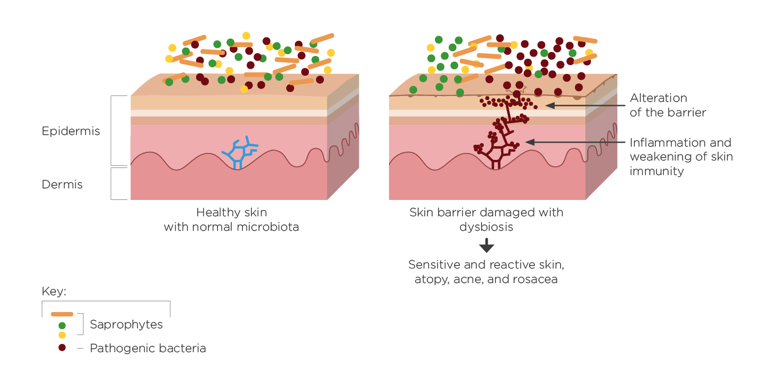 Epidermis
Dermis
Healthy skin
with normal microbiota
Alteration
of the barrier
Inflammation and
weakening of skin
immunity
Skin barrier damaged with
dysbiosis
Sensitive and reactive skin,
atopy, acne, and rosacea
Key:
Saprophytes
Pathogenic bacteria